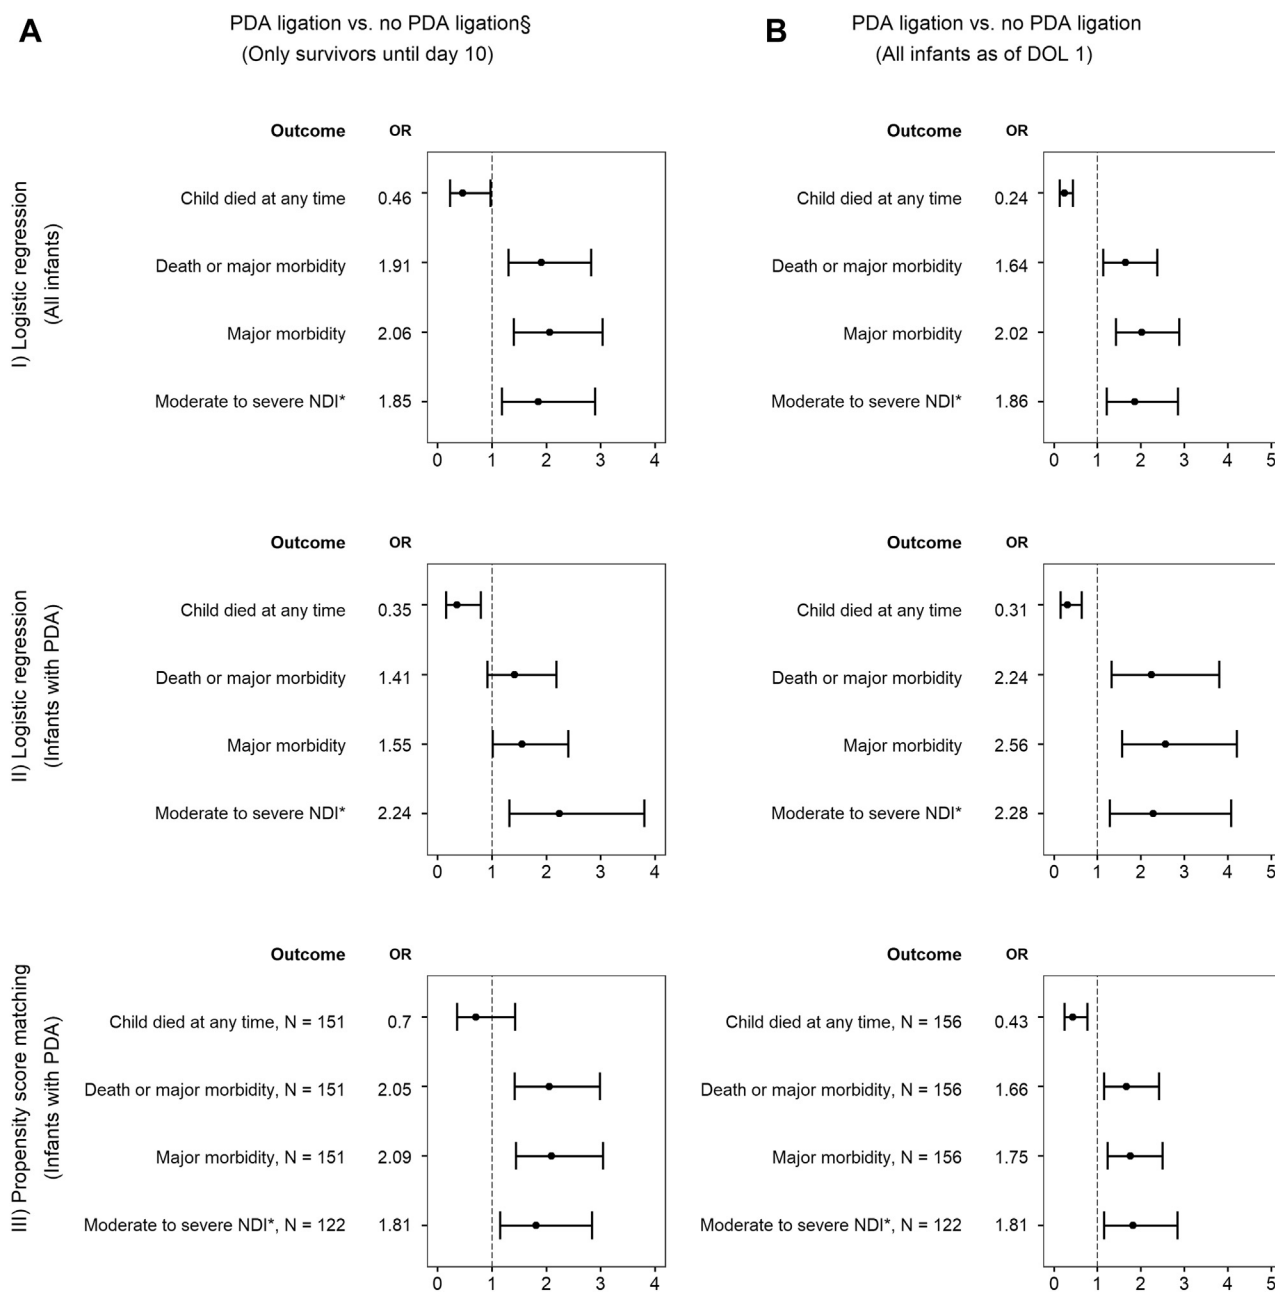 A
PDA ligation vs. no PDA ligation§
(Only survivors until day 10)
B
PDA ligation vs. no PDA ligation
(All infants as of DOL 1)
I) Logistic regression
(All infants)
Outcome OR
Child died at any time 0.46
Death or major morbidity 1.91
Major morbidity 2.06
Moderate to severe NDI* 1.85
0 1 2 3 4
Outcome OR
Child died at any time 0.24
Death or major morbidity 1.64
Major morbidity 2.02
Moderate to severe NDI* 1.86
0 1 2 3 4 5
II) Logistic regression
(Infants with PDA)
Outcome OR
Child died at any time 0.35
Death or major morbidity 1.41
Major morbidity 1.55
Moderate to severe NDI* 2.24
0 1 2 3 4
Outcome OR
Child died at any time 0.31
Death or major morbidity 2.24
Major morbidity 2.56
Moderate to severe NDI* 2.28
0 1 2 3 4 5
III) Propensity score matching
(Infants with PDA)
Outcome OR
Child died at any time, N = 151 0.7
Death or major morbidity, N = 151 2.05
Major morbidity, N = 151 2.09
Moderate to severe NDI*, N = 122 1.81
0 1 2 3 4
Outcome OR
Child died at any time, N = 156 0.43
Death or major morbidity, N = 156 1.66
Major morbidity, N = 156 1.75
Moderate to severe NDI*, N = 122 1.81
0 1 2 3 4 5